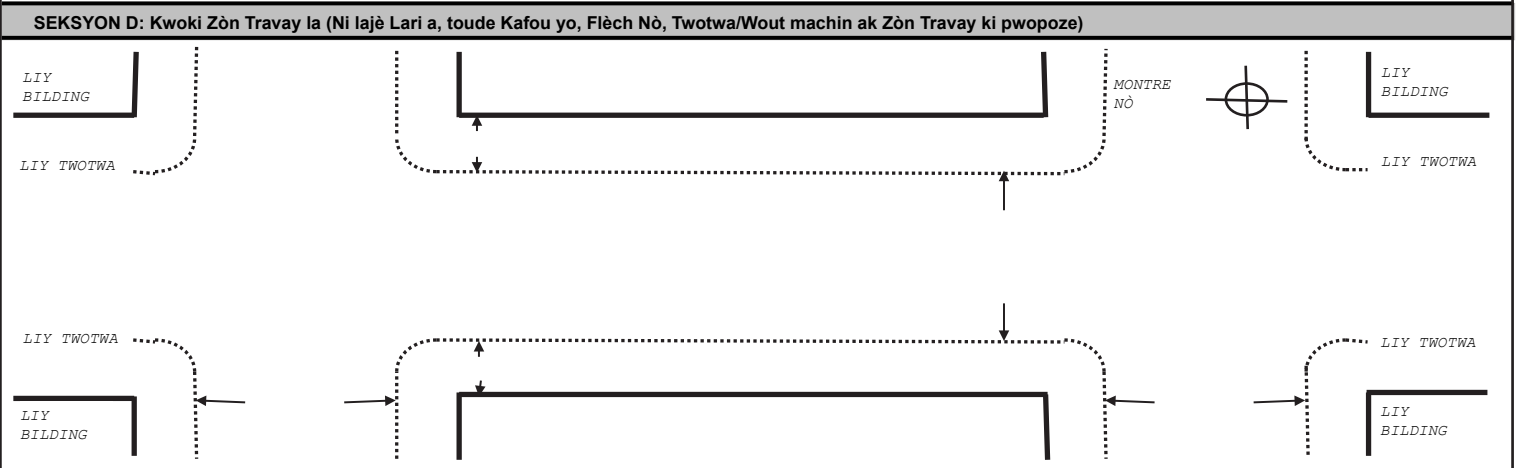 SEKSYON D: Kwoki Zòn Travay la (Ni lajè Lari a, toude Kafou yo, Flèch Nò, Twotwa/Wout machin ak Zòn Travay ki pwopoze)
LIY
BILDING
MONTRE
NÒ
LIY
BILDING
LIY TWOTWA
LIY TWOTWA
LIY TWOTWA
LIY TWOTWA
LIY
BILDING
LIY
BILDING